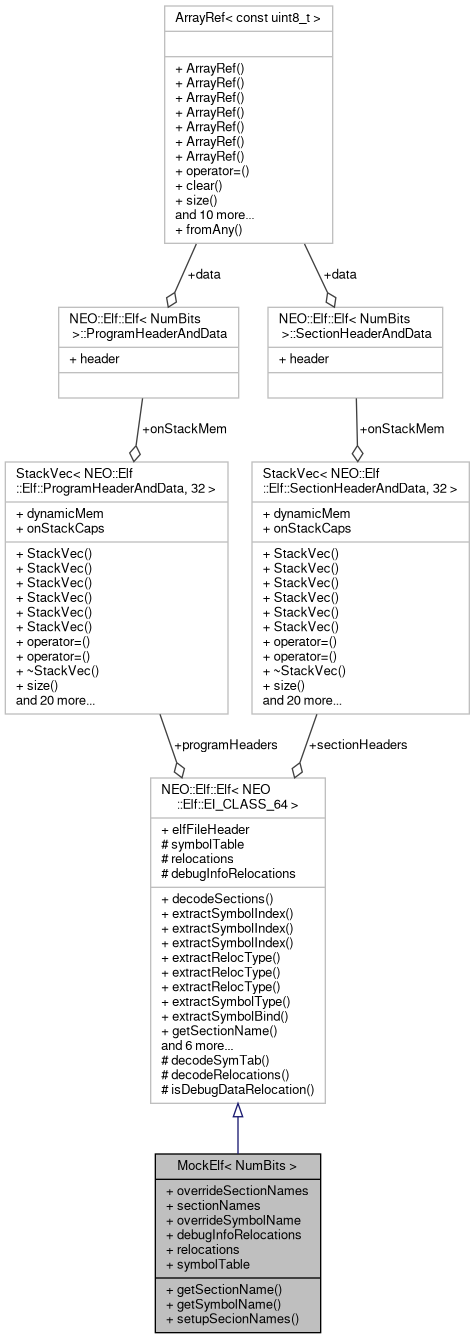 ArrayRef< const uint8_t >
+ ArrayRef()
+ ArrayRef()
+ ArrayRef()
+ ArrayRef()
+ ArrayRef()
+ ArrayRef()
+ ArrayRef()
+ operator=()
+ clear()
+ size()
and 10 more...
+ fromAny()
+data
+data
NEO::Elf::Elf< NumBits
>::ProgramHeaderAndData
+ header
NEO::Elf::Elf< NumBits
>::SectionHeaderAndData
+ header
+onStackMem
+onStackMem
StackVec< NEO::Elf
::Elf::ProgramHeaderAndData, 32 >
+ dynamicMem
+ onStackCaps
+ StackVec()
+ StackVec()
+ StackVec()
+ StackVec()
+ StackVec()
+ StackVec()
+ operator=()
+ operator=()
+ ~StackVec()
+ size()
and 20 more...
StackVec< NEO::Elf
::Elf::SectionHeaderAndData, 32 >
+ dynamicMem
+ onStackCaps
+ StackVec()
+ StackVec()
+ StackVec()
+ StackVec()
+ StackVec()
+ StackVec()
+ operator=()
+ operator=()
+ ~StackVec()
+ size()
and 20 more...
+programHeaders
+sectionHeaders
NEO::Elf::Elf< NEO
::Elf::EI_CLASS_64 >
+ elfFileHeader
# symbolTable
# relocations
# debugInfoRelocations
+ decodeSections()
+ extractSymbolIndex()
+ extractSymbolIndex()
+ extractSymbolIndex()
+ extractRelocType()
+ extractRelocType()
+ extractRelocType()
+ extractSymbolType()
+ extractSymbolBind()
+ getSectionName()
and 6 more...
# decodeSymTab()
# decodeRelocations()
# isDebugDataRelocation()
MockElf< NumBits >
+ overrideSectionNames
+ sectionNames
+ overrideSymbolName
+ debugInfoRelocations
+ relocations
+ symbolTable
+ getSectionName()
+ getSymbolName()
+ setupSecionNames()